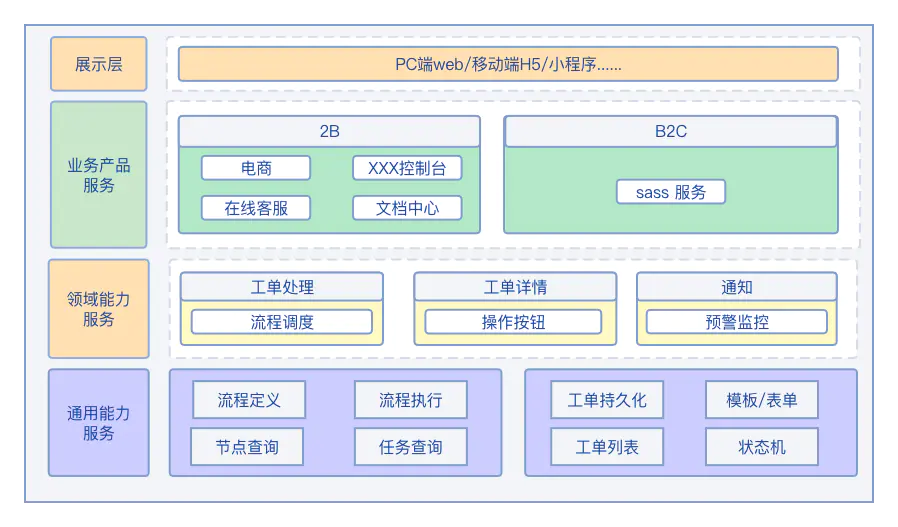 展示层
PC端web/移动端H5/小程序......
业务产品
服务
2B
电商
XXX控制台
在线客服
文档中心
B2C
sass 服务
领域能力
服务
工单处理
流程调度
工单详情
操作按钮
通知
预警监控
通用能力
服务
流程定义
流程执行
节点查询
任务查询
工单持久化
模板/表单
工单列表
状态机